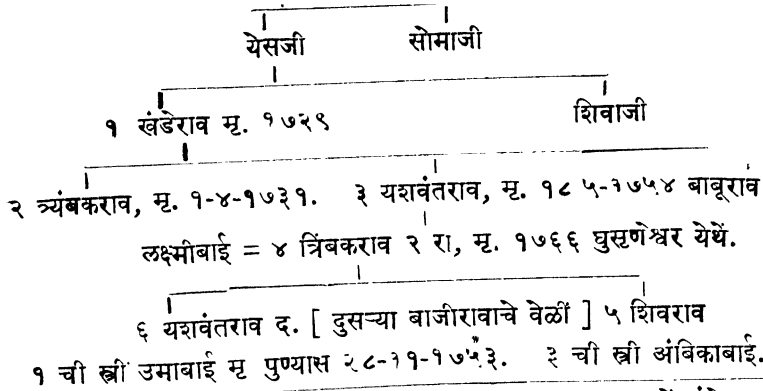 येसजी सोमाजी
१ खंडेराव मृ. १७२९ शिवाजी
२ त्र्यंबकराव, मृ. १-४-१७३१. ३ यशवंतराव, मृ. १८ ५-१७५४ बाबूराव
लक्ष्मीबाई = ४ त्रिंबकराव २ रा, मृ. १७६६ घुसृणेश्वर येथें.
६ यशवंतराव द. [ दुसऱ्या बाजीरावाचे वेळीं ] ५ शिवराव
१ ची स्त्री उमाबाई मृ पुण्यास २८-११-१७५३. ३ ची स्त्री अंबिकाबाई.